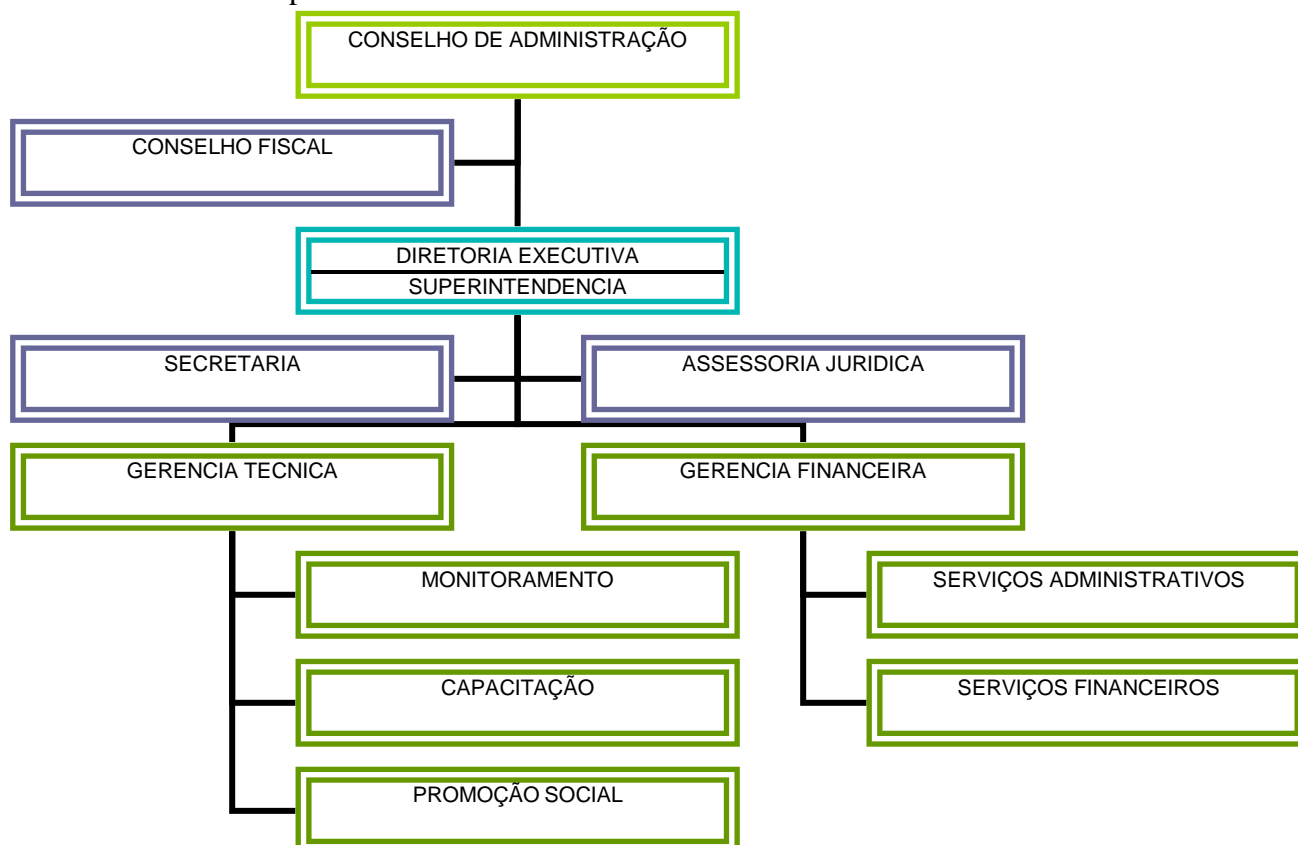 CONSELHO DE ADMINISTRAÇÃO
CONSELHO FISCAL
DIRETORIA EXECUTIVA
SUPERINTENDENCIA
SECRETARIA
ASSESSORIA JURIDICA
GERENCIA TECNICA
GERENCIA FINANCEIRA
MONITORAMENTO
SERVIÇOS ADMINISTRATIVOS
CAPACITAÇÃO
SERVIÇOS FINANCEIROS
PROMOÇÃO SOCIAL